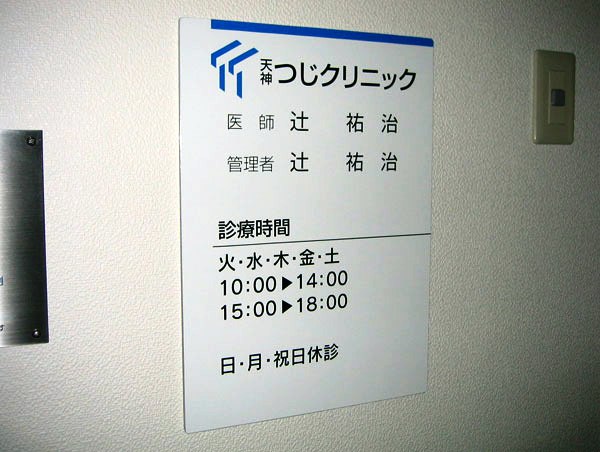 天神 つじクリニック
医 師 辻 祐 治
管理者 辻 祐 治
診療時間
火・水・木・金・土
10:00▶14:00
15:00▶18:00
日・月・祝日休診